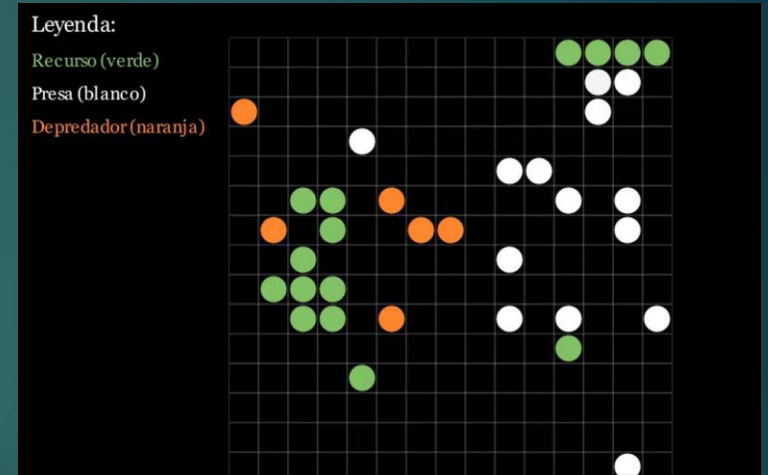 Leyenda:
Recurso (verde)
Presa (blanco)
Depredador (naranja)